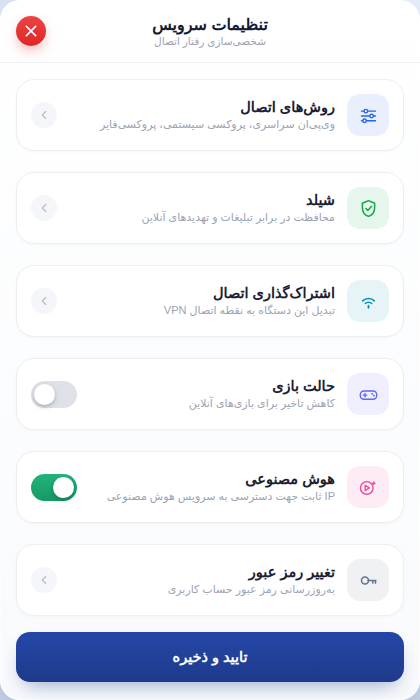 تنظیمات سرویس
شخصی‌سازی رفتار اتصال
روش‌های اتصال
وی‌پی‌ان سراسری، پروکسی سیستمی، پروکسی‌فایر
شیلد
محافظت در برابر تبلیغات و تهدیدهای آنلاین
اشتراک‌گذاری اتصال
تبدیل این دستگاه به نقطه اتصال VPN
حالت بازی
کاهش تاخیر برای بازی‌های آنلاین
هوش مصنوعی
IP ثابت جهت دسترسی به سرویس هوش مصنوعی
تغییر رمز عبور
به‌روزرسانی رمز عبور حساب کاربری
تایید و ذخیره